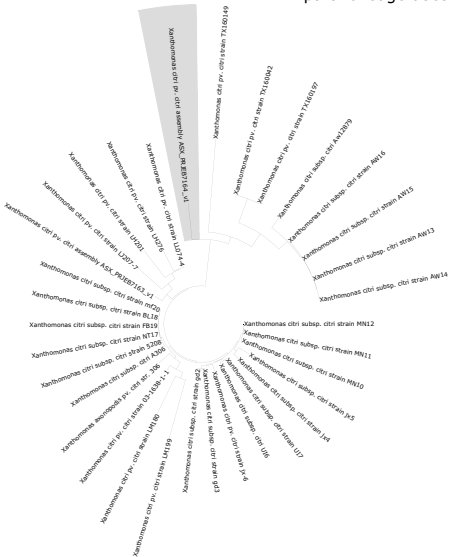 Xanthomonas citri pv. citri assembly ASX_PRJEB7164_v1
Xanthomonas citri pv. citri strain TX160149
Xanthomonas citri pv. citri strain TX160042
Xanthomonas citri pv. citri strain TX160197
Xanthomonas citri subsp. citri Aw12879
Xanthomonas citri subsp. citri strain AW16
Xanthomonas citri subsp. citri strain AW15
Xanthomonas citri subsp. citri strain AW13
Xanthomonas citri subsp. citri strain AW14
Xanthomonas citri subsp. citri strain MN12
Xanthomonas citri subsp. citri strain MN11
Xanthomonas citri subsp. citri strain MN10
Xanthomonas citri subsp. citri strain jx5
Xanthomonas citri subsp. citri strain jx4
Xanthomonas citri subsp. citri strain UI7
Xanthomonas citri subsp. citri UI6
Xanthomonas citri pv. citri strain jx-6
Xanthomonas citri subsp. citri strain gd3
Xanthomonas citri subsp. citri strain gd2
Xanthomonas citri pv. citri strain LM199
Xanthomonas citri pv. citri strain LM180
Xanthomonas citri pv. citri strain 03-1638-1-1
Xanthomonas axonopodis pv. citri str. 306
Xanthomonas citri subsp. citri A306
Xanthomonas citri subsp. citri strain 5208
Xanthomonas citri subsp. citri strain NT17
Xanthomonas citri subsp. citri strain FB19
Xanthomonas citri subsp. citri strain BL18
Xanthomonas citri subsp. citri strain mf20
Xanthomonas citri pv. citri assembly ASX_PRJEB7163_v1
Xanthomonas citri pv. citri strain LJ207-7
Xanthomonas citri pv. citri strain LH201
Xanthomonas citri pv. citri strain LH276
Xanthomonas citri pv. citri strain LL074-4